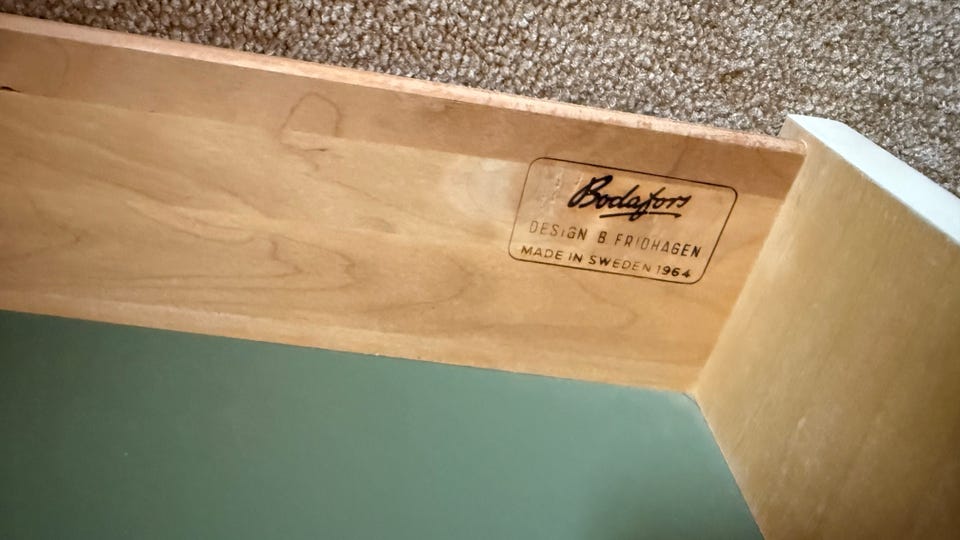 Bodafors
DESIGN B FRIDHAGEN
MADE IN SWEDEN 1964